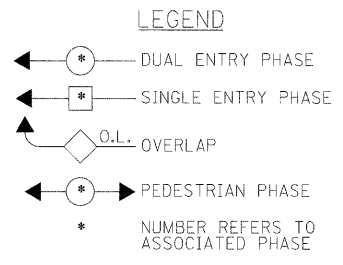 LEGEND
* DUAL ENTRY PHASE
* SINGLE ENTRY PHASE
O.L. OVERLAP
* PEDESTRIAN PHASE
* NUMBER REFERS TO
ASSOCIATED PHASE